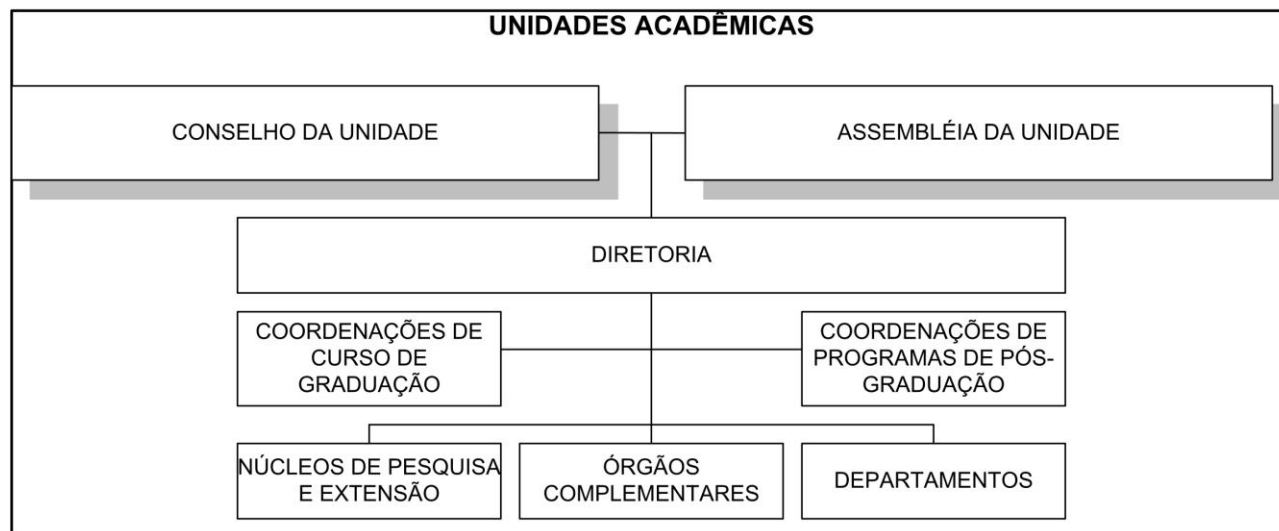 UNIDADES ACADÊMICAS
CONSELHO DA UNIDADE
ASSEMBLÉIA DA UNIDADE
DIRETORIA
COORDENAÇÕES DE
CURSO DE
GRADUAÇÃO
COORDENAÇÕES DE
PROGRAMAS DE PÓS-
GRADUAÇÃO
NÚCLEOS DE PESQUISA
E EXTENSÃO
ÓRGÃOS
COMPLEMENTARES
DEPARTAMENTOS